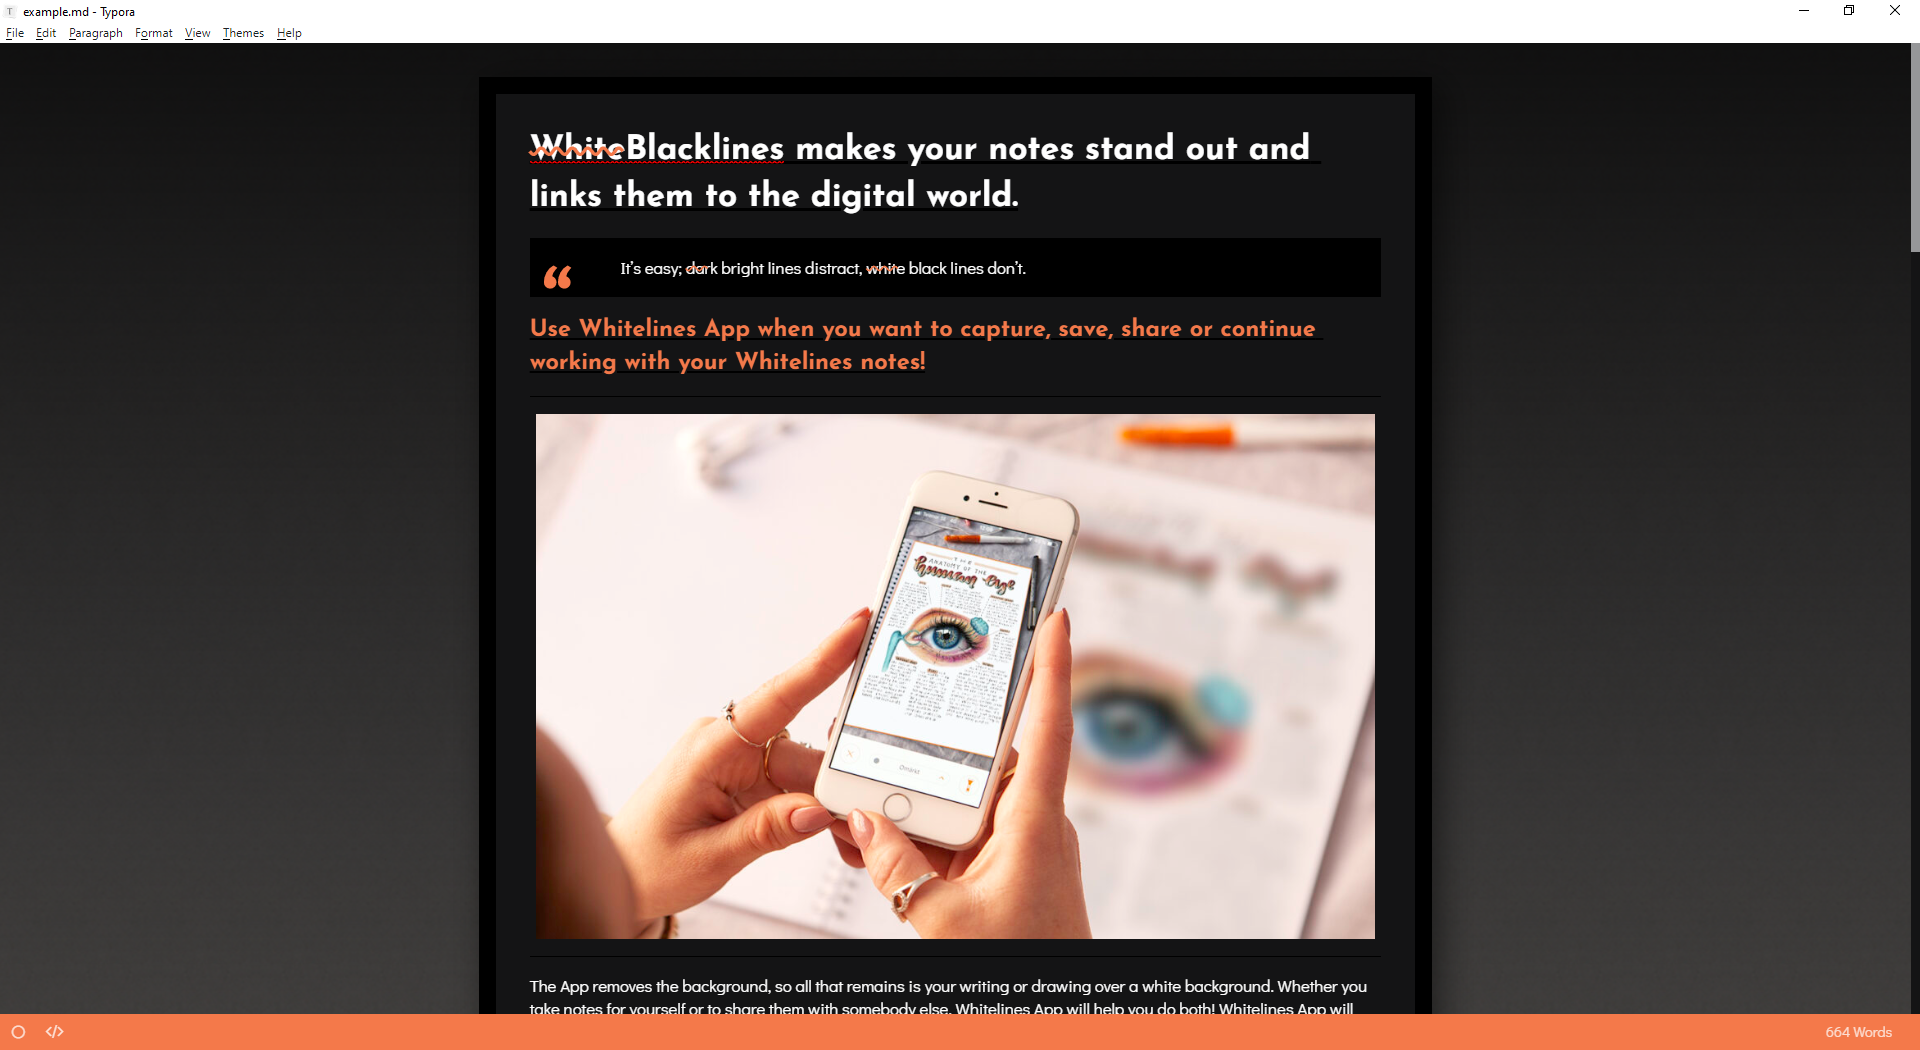 example.md - Typora
File Edit Paragraph Format View Themes Help
WhiteBlacklines makes your notes stand out and
links them to the digital world.
It's easy; dark bright lines distract, white black lines don't.
Use Whitelines App when you want to capture, save, share or continue
working with your Whitelines notes!
ANATOMY OF THE
human eye
The App removes the background, so all that remains is your writing or drawing over a white background. Whether you
take notes for yourself or to share them with somebody else, Whitelines App will help you do both! Whitelines App will
664 Words